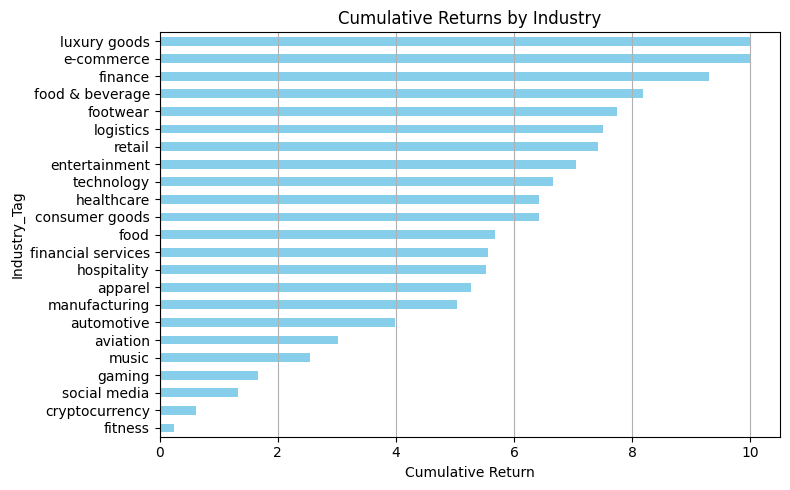 Cumulative Returns by Industry
luxury goods
e-commerce
finance
food & beverage
footwear
logistics
retail
entertainment
technology
healthcare
consumer goods
food
financial services
hospitality
apparel
manufacturing
automotive
aviation
music
gaming
social media
cryptocurrency
fitness
Industry_Tag
0 2 4 6 8 10
Cumulative Return